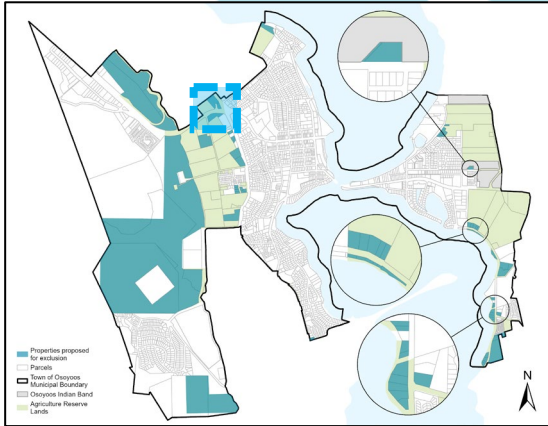 Properties proposed
for exclusion
Parcels
Town of Osoyoos
Municipal Boundary
Osoyoos Indian Band
Agriculture Reserve
Lands
N